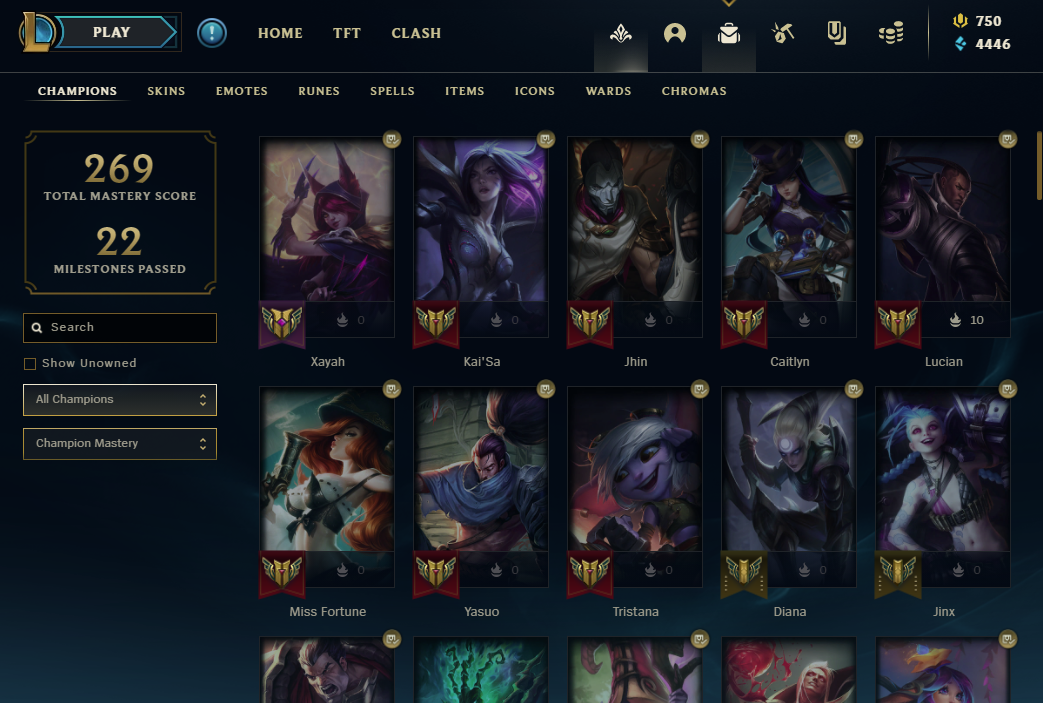 PLAY
HOME
TFT
CLASH
750
4446
CHAMPIONS
SKINS
EMOTES
RUNES
SPELLS
ITEMS
ICONS
WARDS
CHROMAS
269
TOTAL MASTERY SCORE
22
MILESTONES PASSED
Search
Show Unowned
All Champions
Champion Mastery
0
0
0
0
10
Xayah
Kai'Sa
Jhin
Caitlyn
Lucian
0
0
0
0
0
Miss Fortune
Yasuo
Tristana
Diana
Jinx